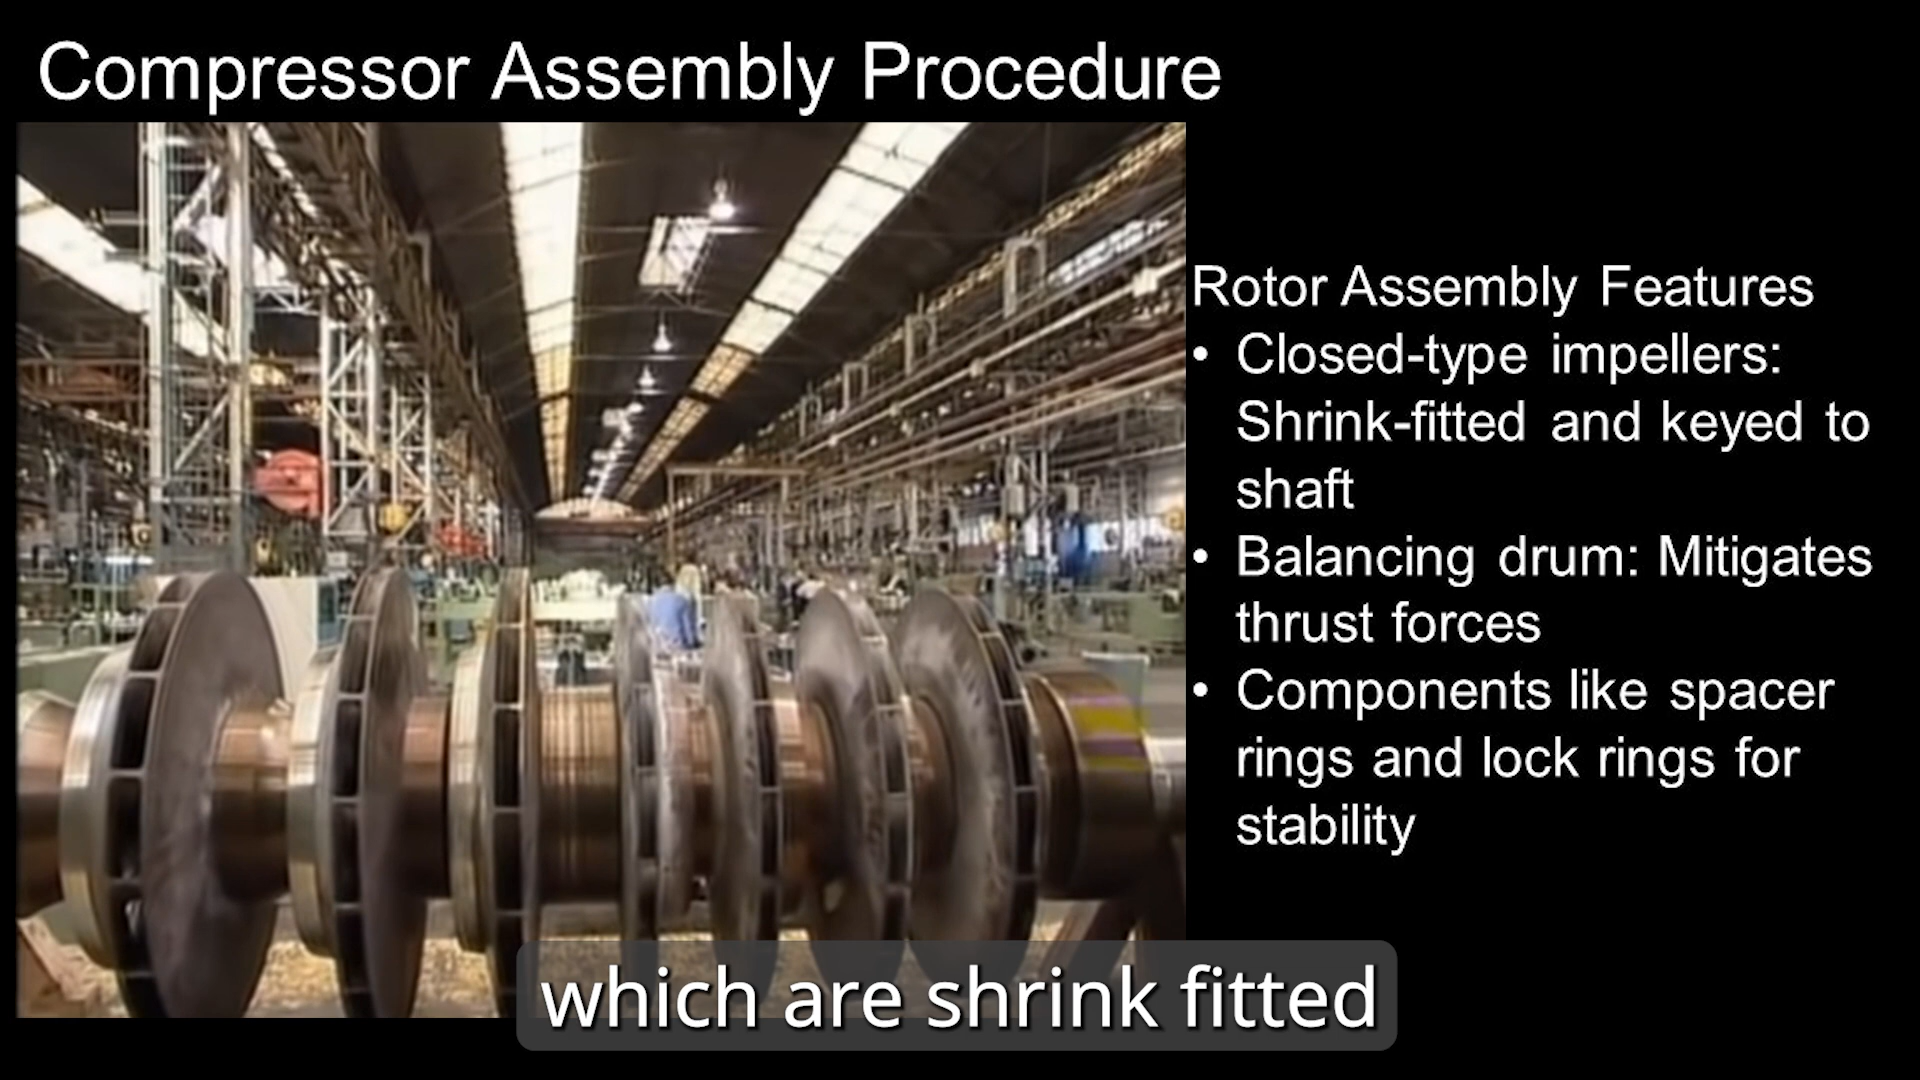 Compressor Assembly Procedure
Rotor Assembly Features
• Closed-type impellers:
Shrink-fitted and keyed to
shaft
• Balancing drum: Mitigates
thrust forces
• Components like spacer
rings and lock rings for
stability
which are shrink fitted